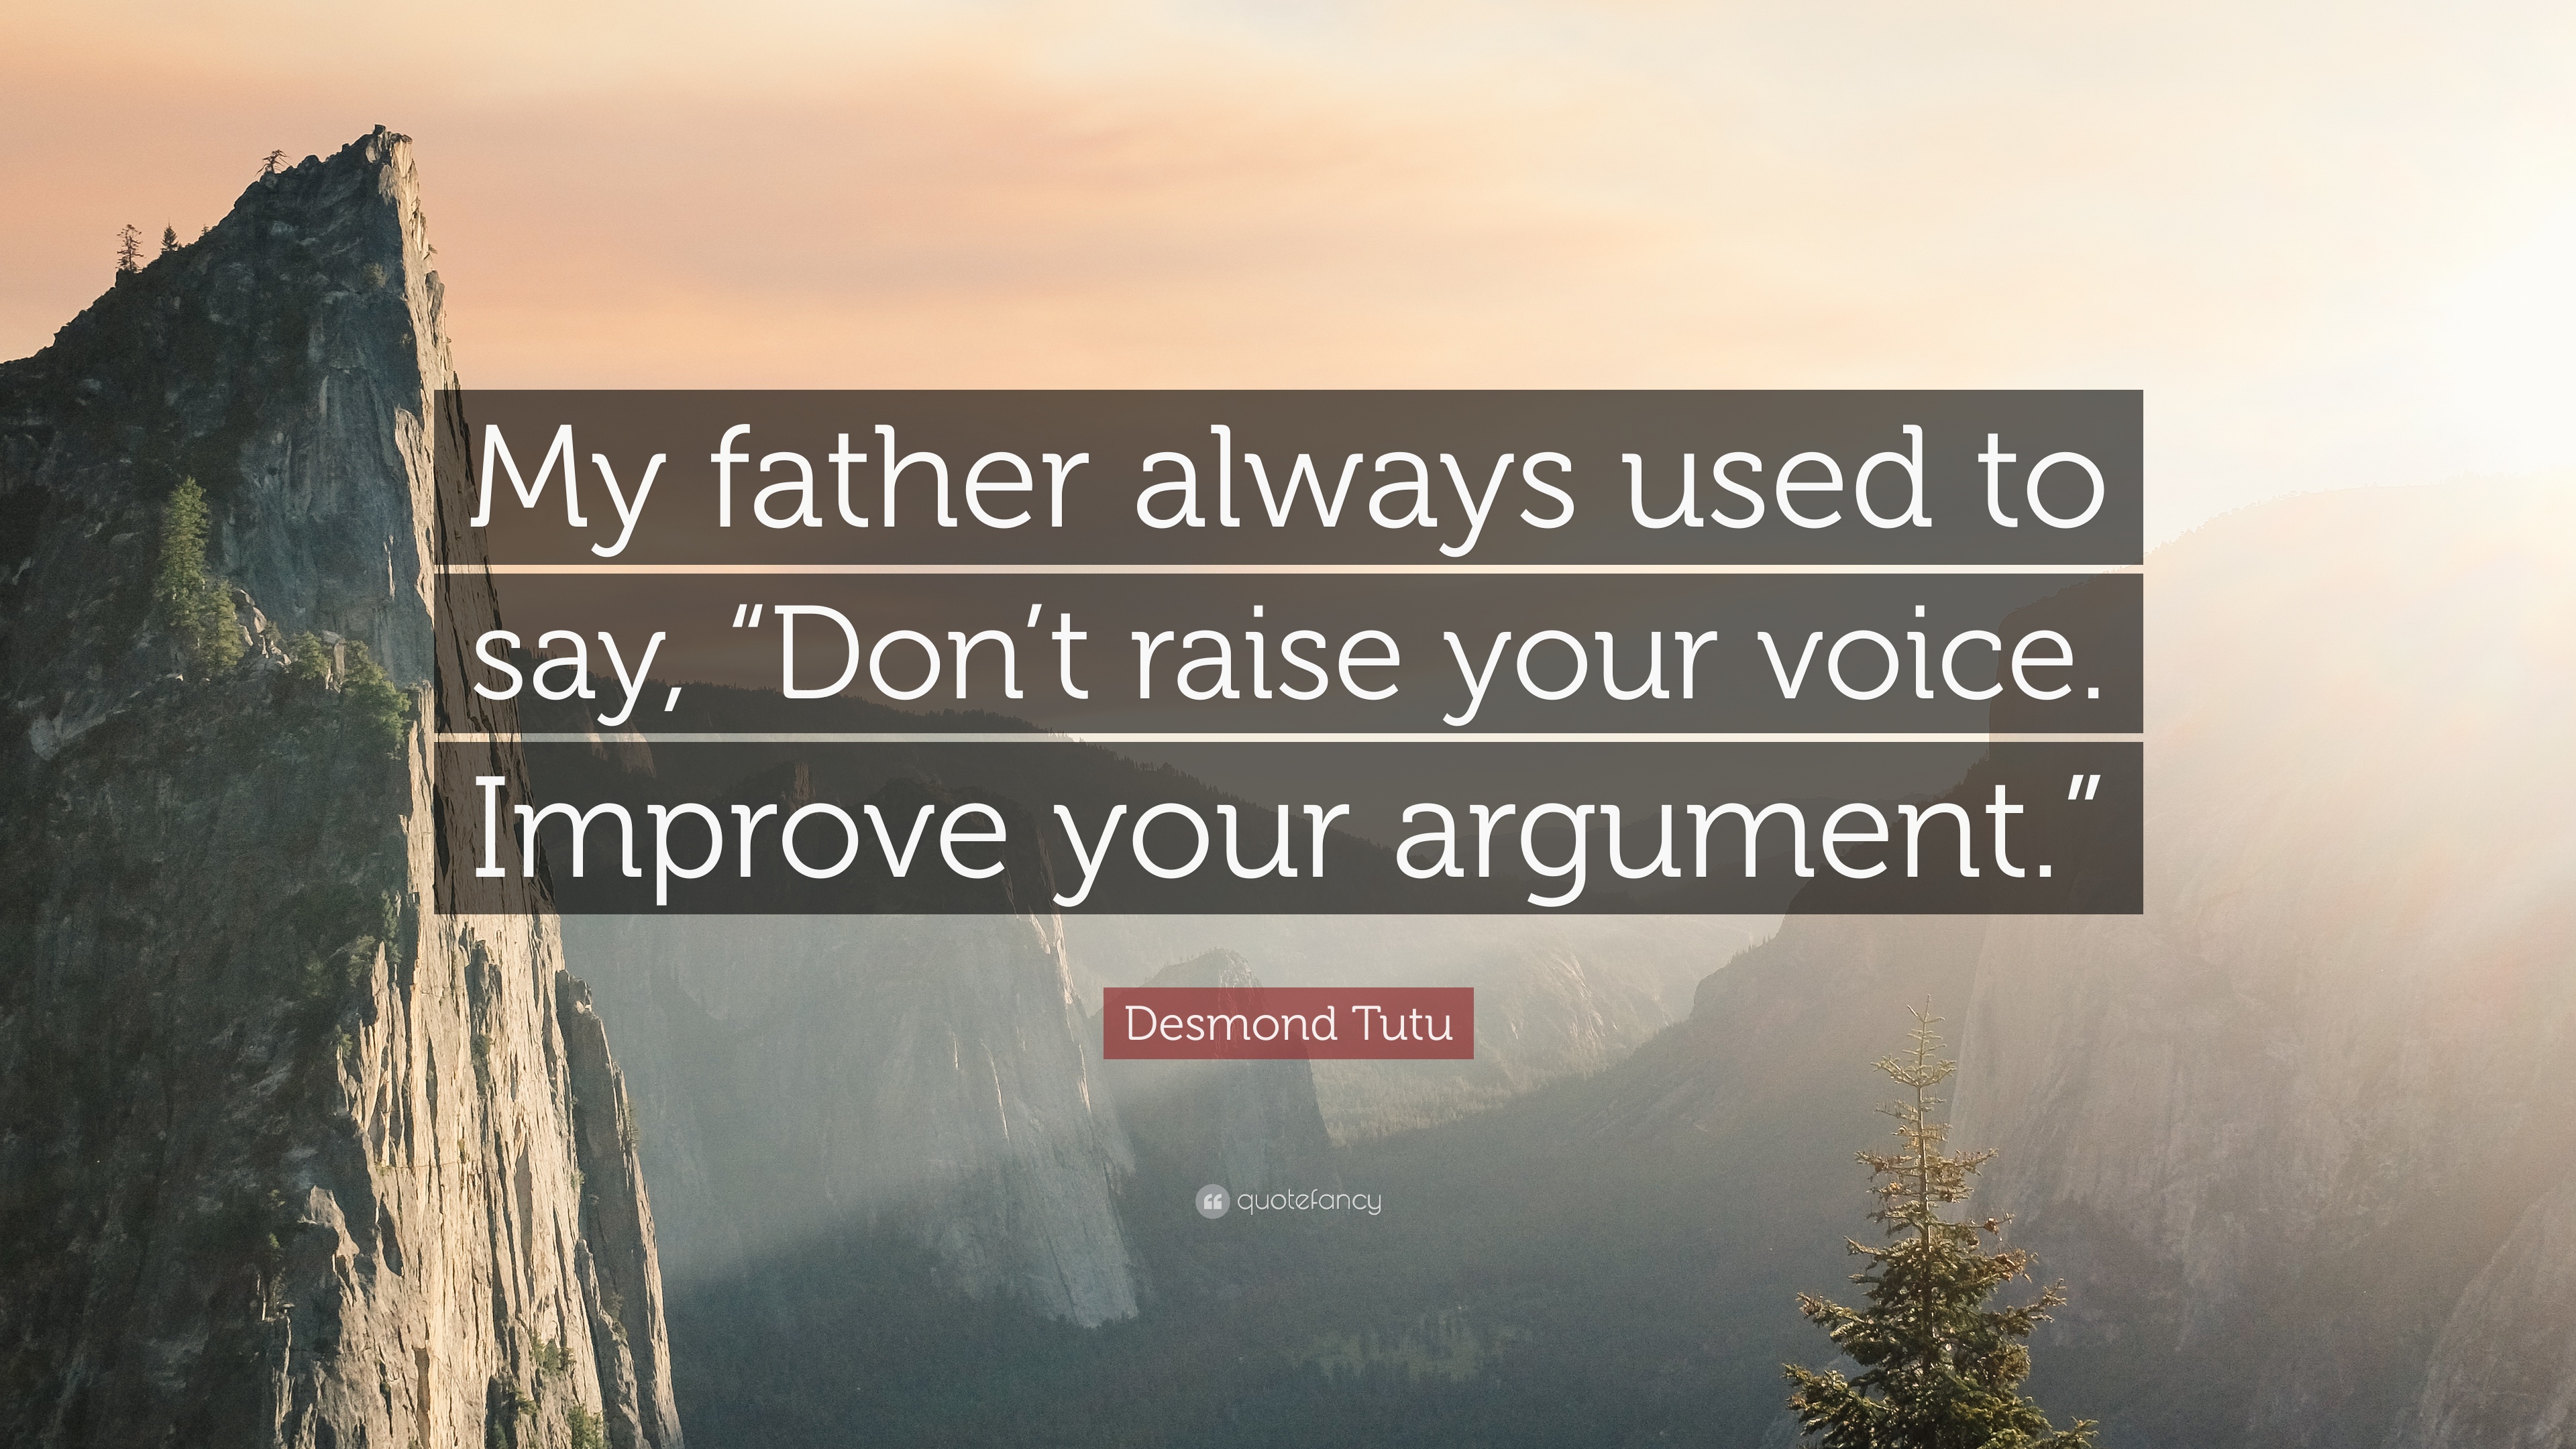 My father always used to
say, “Don’t raise your voice.
Improve your argument.”
Desmond Tutu
quotefancy